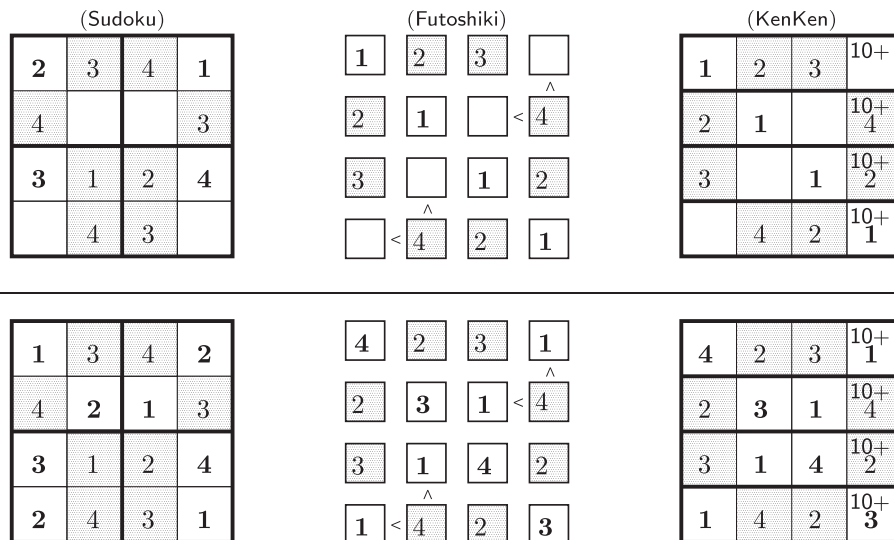 (Sudoku) (Futoshiki) (KenKen)
2 3 4 1 1 2 3 1 2 3 10+
^
4 3 2 1 < 4 2 1 10+ 4
3 1 2 4 3 1 2 3 1 10+ 2
^
4 3 < 4 2 1 4 2 10+ 1
1 3 4 2 4 2 3 1 4 2 3 10+ 1
^
4 2 1 3 2 3 1 < 4 2 3 1 10+ 4
3 1 2 4 3 1 4 2 3 1 4 10+ 2
^
2 4 3 1 1 < 4 2 3 1 4 2 10+ 3